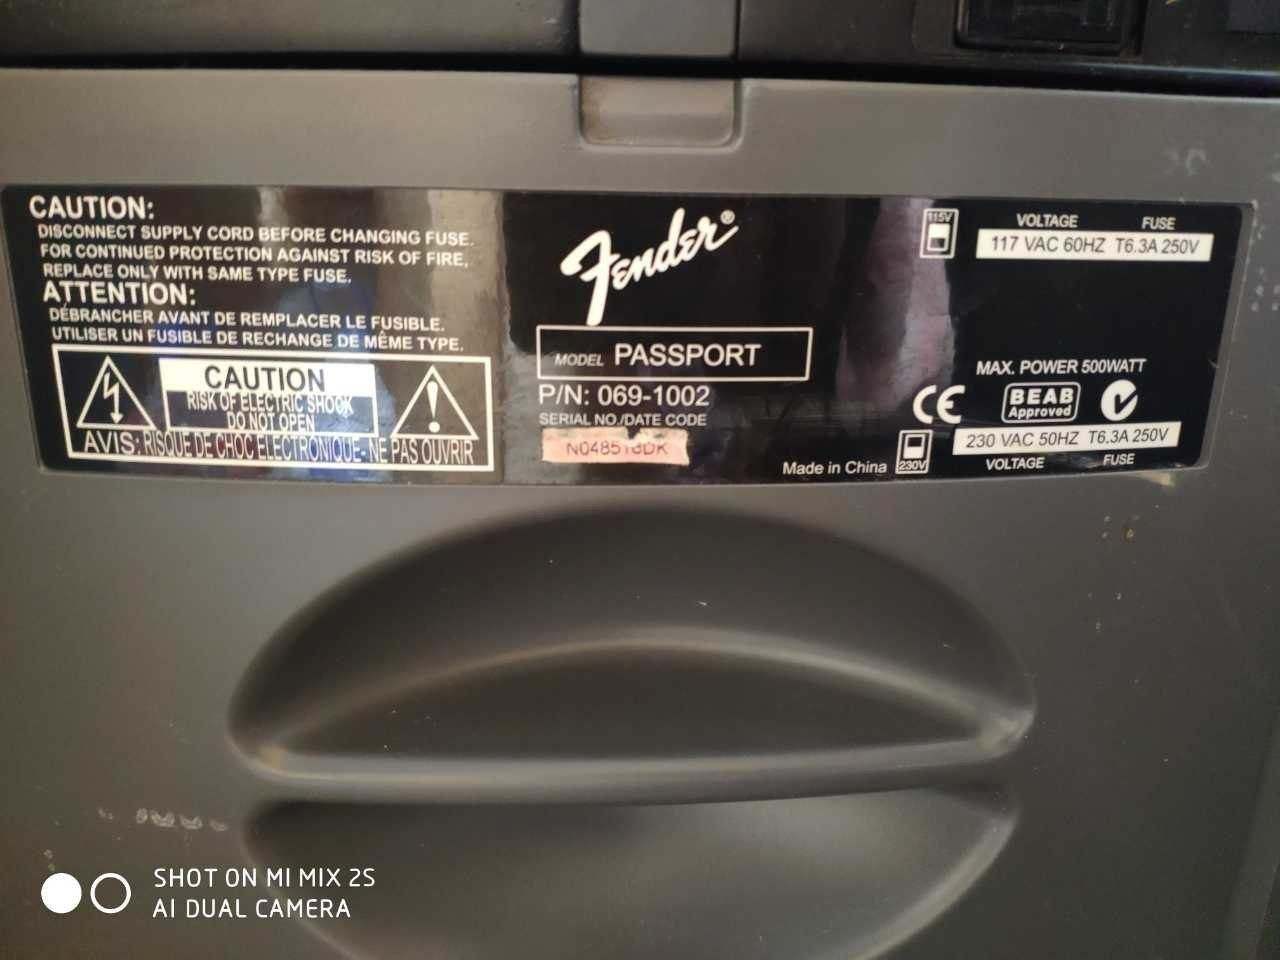 CAUTION:
DISCONNECT SUPPLY CORD BEFORE CHANGING FUSE.
FOR CONTINUED PROTECTION AGAINST RISK OF FIRE,
REPLACE ONLY WITH SAME TYPE FUSE.
ATTENTION:
DÉBRANCHER AVANT DE REMPLACER LE FUSIBLE.
UTILISER UN FUSIBLE DE RECHANGE DE MÊME TYPE.
CAUTION
RISK OF ELECTRIC SHOCK
DO NOT OPEN
AVIS: RISQUE DE CHOC ELECTRONIQUE- NE PAS OUVRIR
Fender®
MODEL PASSPORT
P/N: 069-1002
SERIAL NO./DATE CODE
Made in China
115V
VOLTAGE FUSE
117 VAC 60HZ T6.3A 250V
MAX. POWER 500WATT
CE
BEAB
Approved
230 VAC 50HZ T6,3A 250V
230V
VOLTAGE FUSE
SHOT ON MI MIX 2S
AI DUAL CAMERA